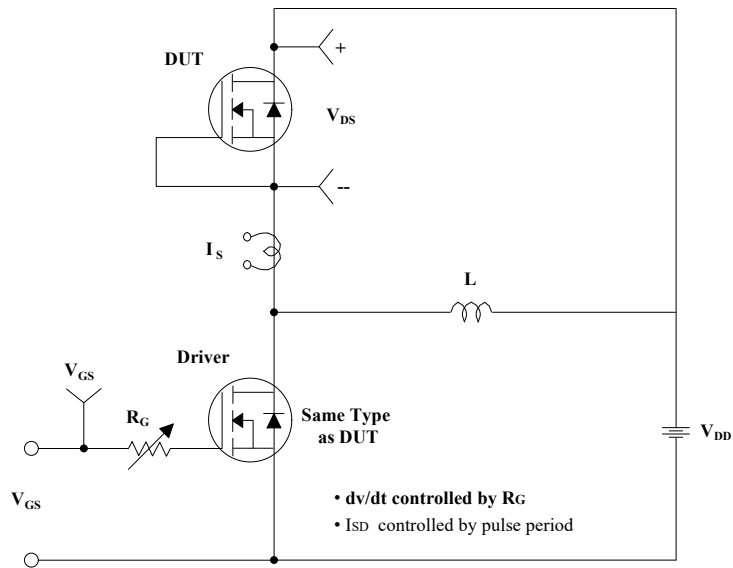 DUT
+
VDS
--
IS
L
Driver
VGS
RG
Same Type
as DUT
VDD
VGS
• dv/dt controlled by RG
• ISD controlled by pulse period